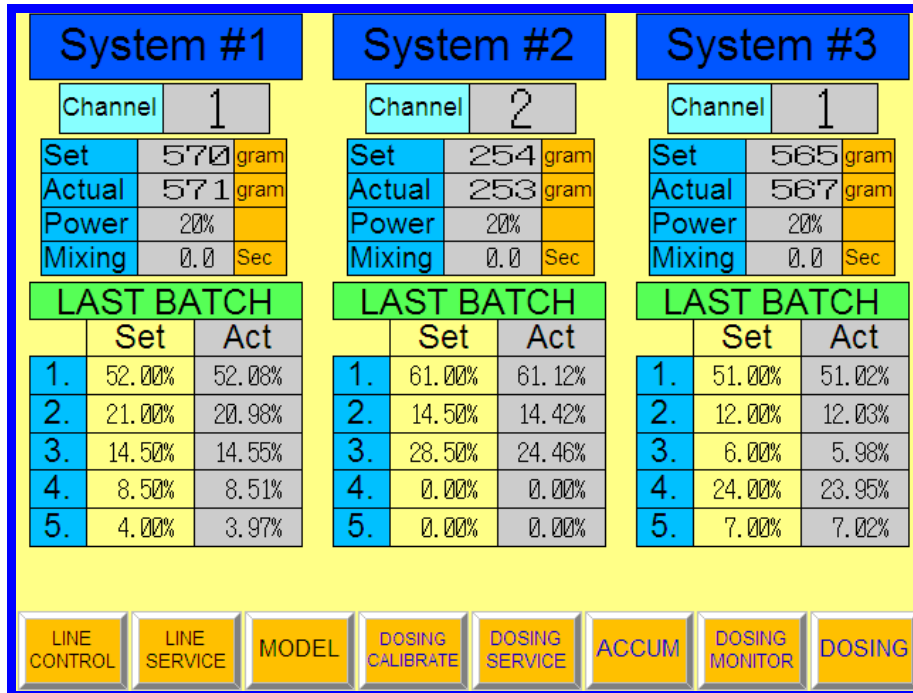 System #1 System #2 System #3
Channel 1 Channel 2 Channel 1
Set 570 gram Set 254 gram Set 565 gram
Actual 571 gram Actual 253 gram Actual 567 gram
Power 20% Power 20% Power 20%
Mixing 0.0 Sec Mixing 0.0 Sec Mixing 0.0 Sec
LAST BATCH LAST BATCH LAST BATCH
Set Act Set Act Set Act
1. 52.00% 52.08% 1. 61.00% 61.12% 1. 51.00% 51.02%
2. 21.00% 20.98% 2. 14.50% 14.42% 2. 12.00% 12.03%
3. 14.50% 14.55% 3. 28.50% 24.46% 3. 6.00% 5.98%
4. 8.50% 8.51% 4. 0.00% 0.00% 4. 24.00% 23.95%
5. 4.00% 3.97% 5. 0.00% 0.00% 5. 7.00% 7.02%
LINE CONTROL LINE SERVICE MODEL DOSING CALIBRATE DOSING SERVICE ACCUM DOSING MONITOR DOSING